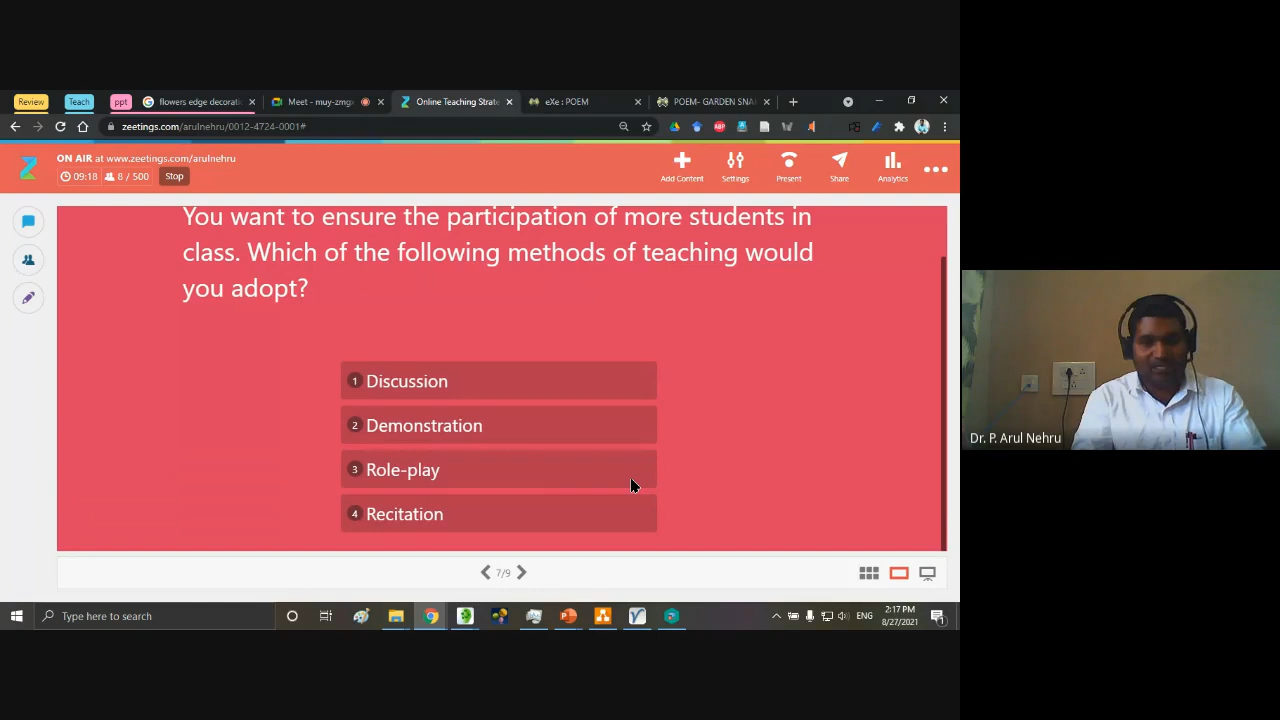 Review
Teach
ppt
flowers edge decorati
Meet - muy-zmg
Online Teaching Strate
eXe : POEM
POEM- GARDEN SNA
zeetings.com/arulnehru/0012-4724-0001#
ON AIR at www.zeetings.com/arulnehru
09:18
8 / 500
Stop
Add Content
Settings
Present
Share
Analytics
You want to ensure the participation of more students in
class. Which of the following methods of teaching would
you adopt?
1 Discussion
2 Demonstration
3 Role-play
4 Recitation
7/9
Dr. P. Arul Nehru
Type here to search
ENG
2:17 PM
8/27/2021
1